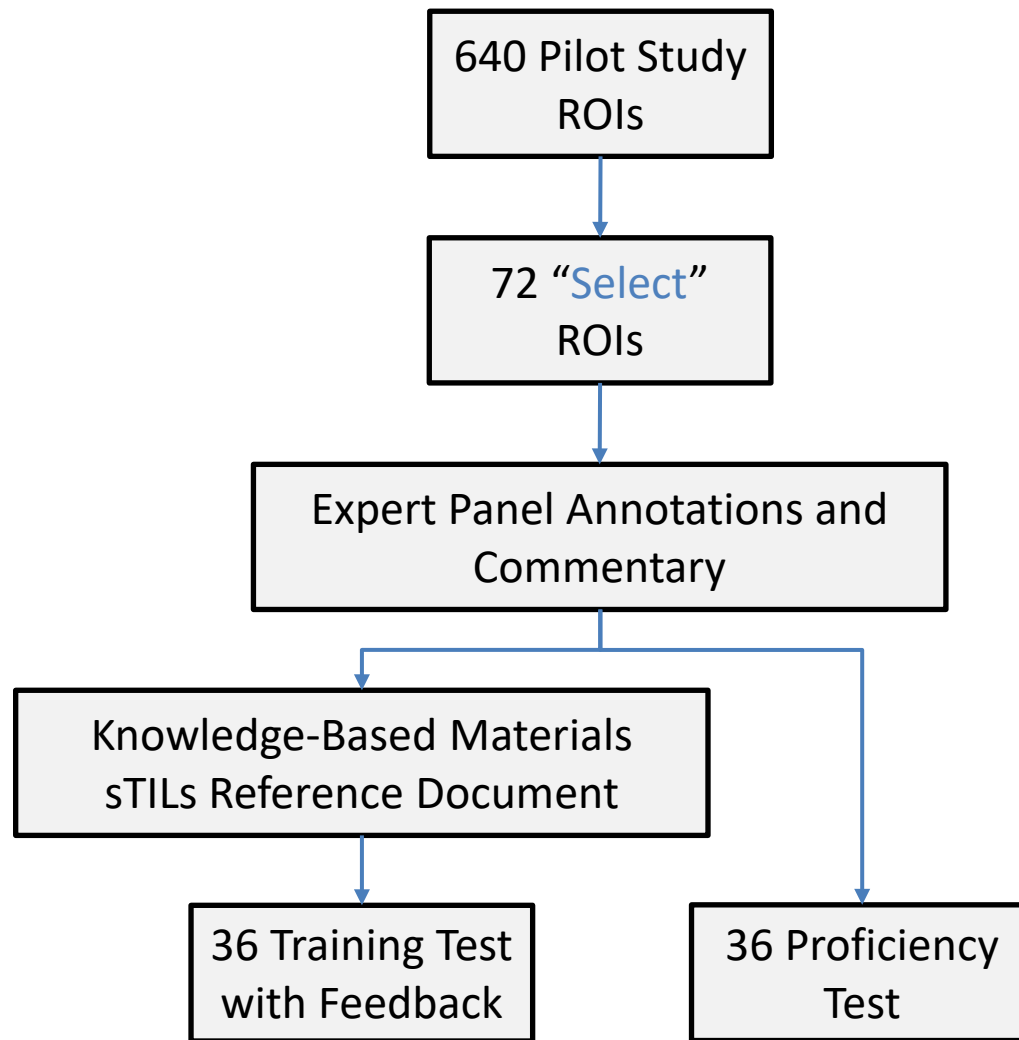 640 Pilot Study
ROIs
72 “Select”
ROIs
Expert Panel Annotations and
Commentary
Knowledge-Based Materials
sTILs Reference Document
36 Training Test
with Feedback
36 Proficiency
Test